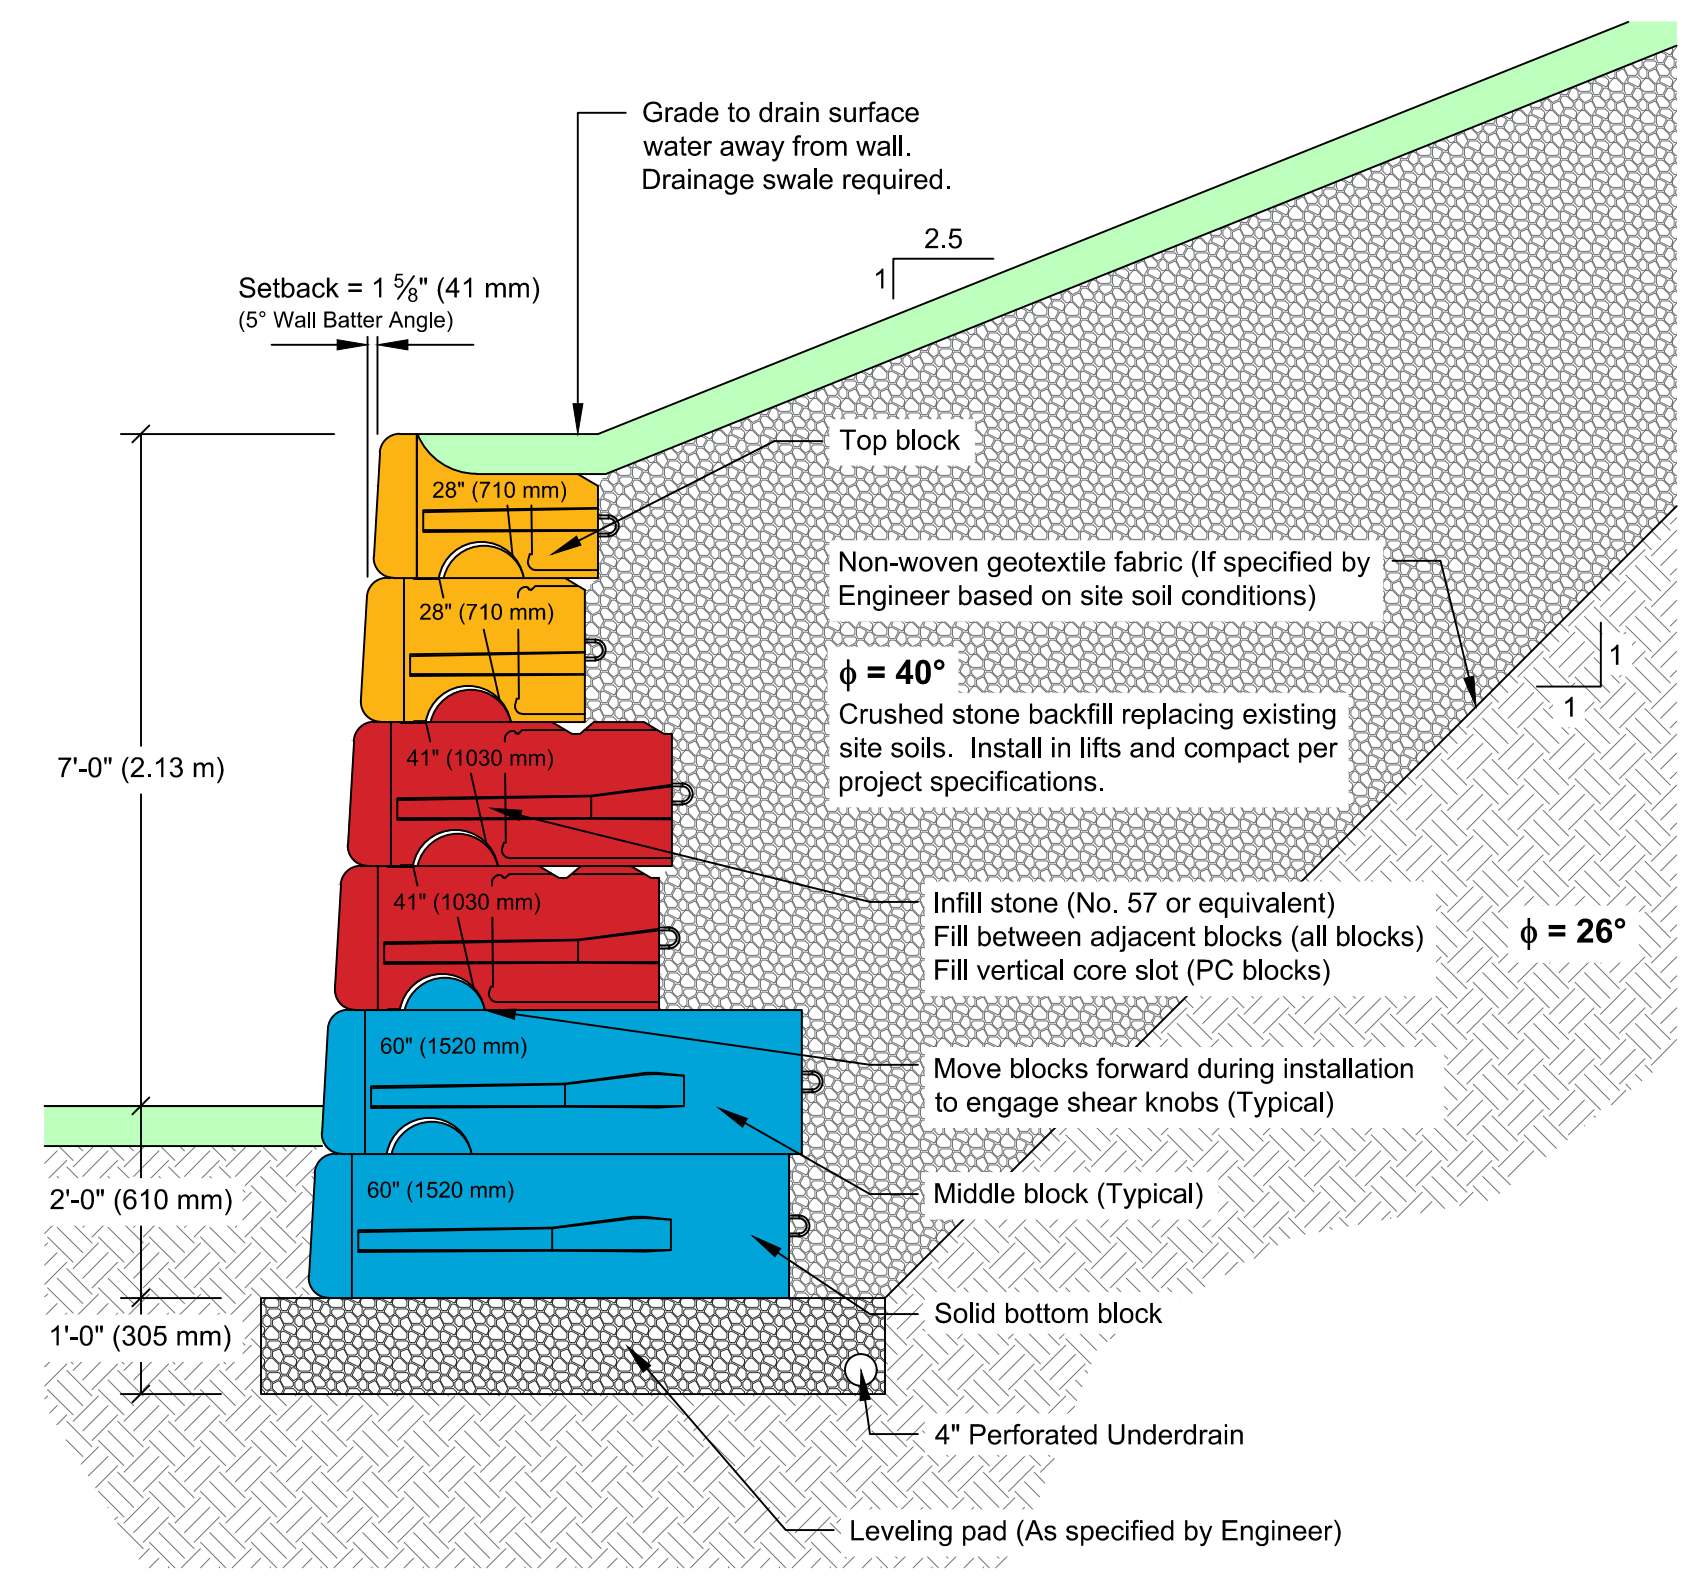 Grade to drain surface
water away from wall.
Drainage swale required.
2.5
1
Setback = 1 ⅝" (41 mm)
(5° Wall Batter Angle)
Top block
28" (710 mm)
Non-woven geotextile fabric (If specified by
Engineer based on site soil conditions)
28" (710 mm)
1
1
ϕ = 40°
Crushed stone backfill replacing existing
site soils. Install in lifts and compact per
project specifications.
7'-0" (2.13 m)
41" (1030 mm)
41" (1030 mm)
Infill stone (No. 57 or equivalent)
Fill between adjacent blocks (all blocks)
Fill vertical core slot (PC blocks)
ϕ = 26°
60" (1520 mm)
Move blocks forward during installation
to engage shear knobs (Typical)
2'-0" (610 mm)
60" (1520 mm)
Middle block (Typical)
1'-0" (305 mm)
Solid bottom block
4" Perforated Underdrain
Leveling pad (As specified by Engineer)